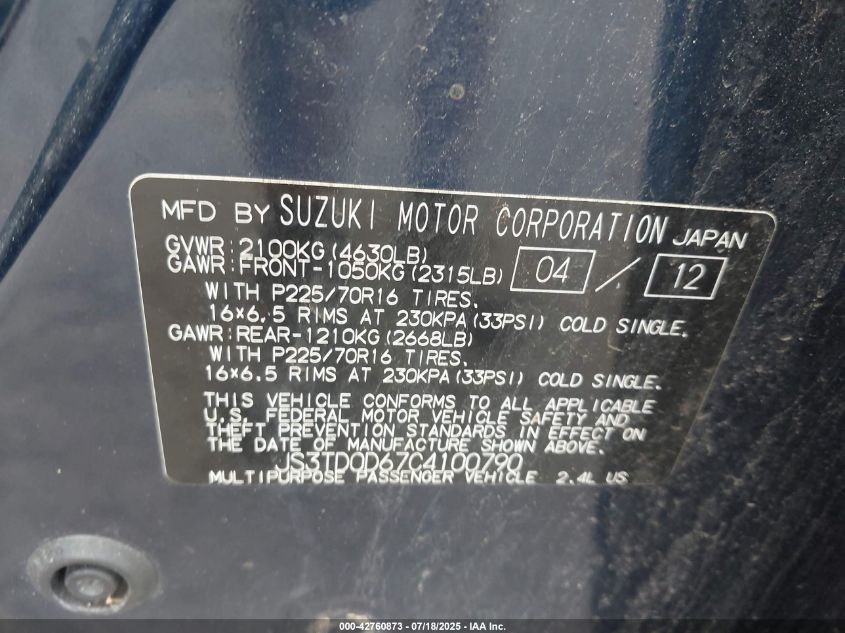 MFD BY SUZUKI MOTOR CORPORATION JAPAN
GVWR:2100KG(4630LB)
GAWR:FRONT-1050KG(2315LB) 04 / 12
WITH P225/70R16 TIRES.
16×6.5 RIMS AT 230KPA(33PSI) COLD SINGLE.
GAWR:REAR-1210KG(2668LB)
WITH P225/70R16 TIRES.
16×6.5 RIMS AT 230KPA(33PSI) COLD SINGLE.
THIS VEHICLE CONFORMS TO ALL APPLICABLE
U.S. FEDERAL MOTOR VEHICLE SAFETY AND
THEFT PREVENTION STANDARDS IN EFFECT ON
THE DATE OF MANUFACTURE SHOWN ABOVE.
JS3TD0D67C4100790
MULTIPURPOSE PASSENGER VEHICLE 2.4L US
000-42760873 - 07/18/2025 - IAA Inc.